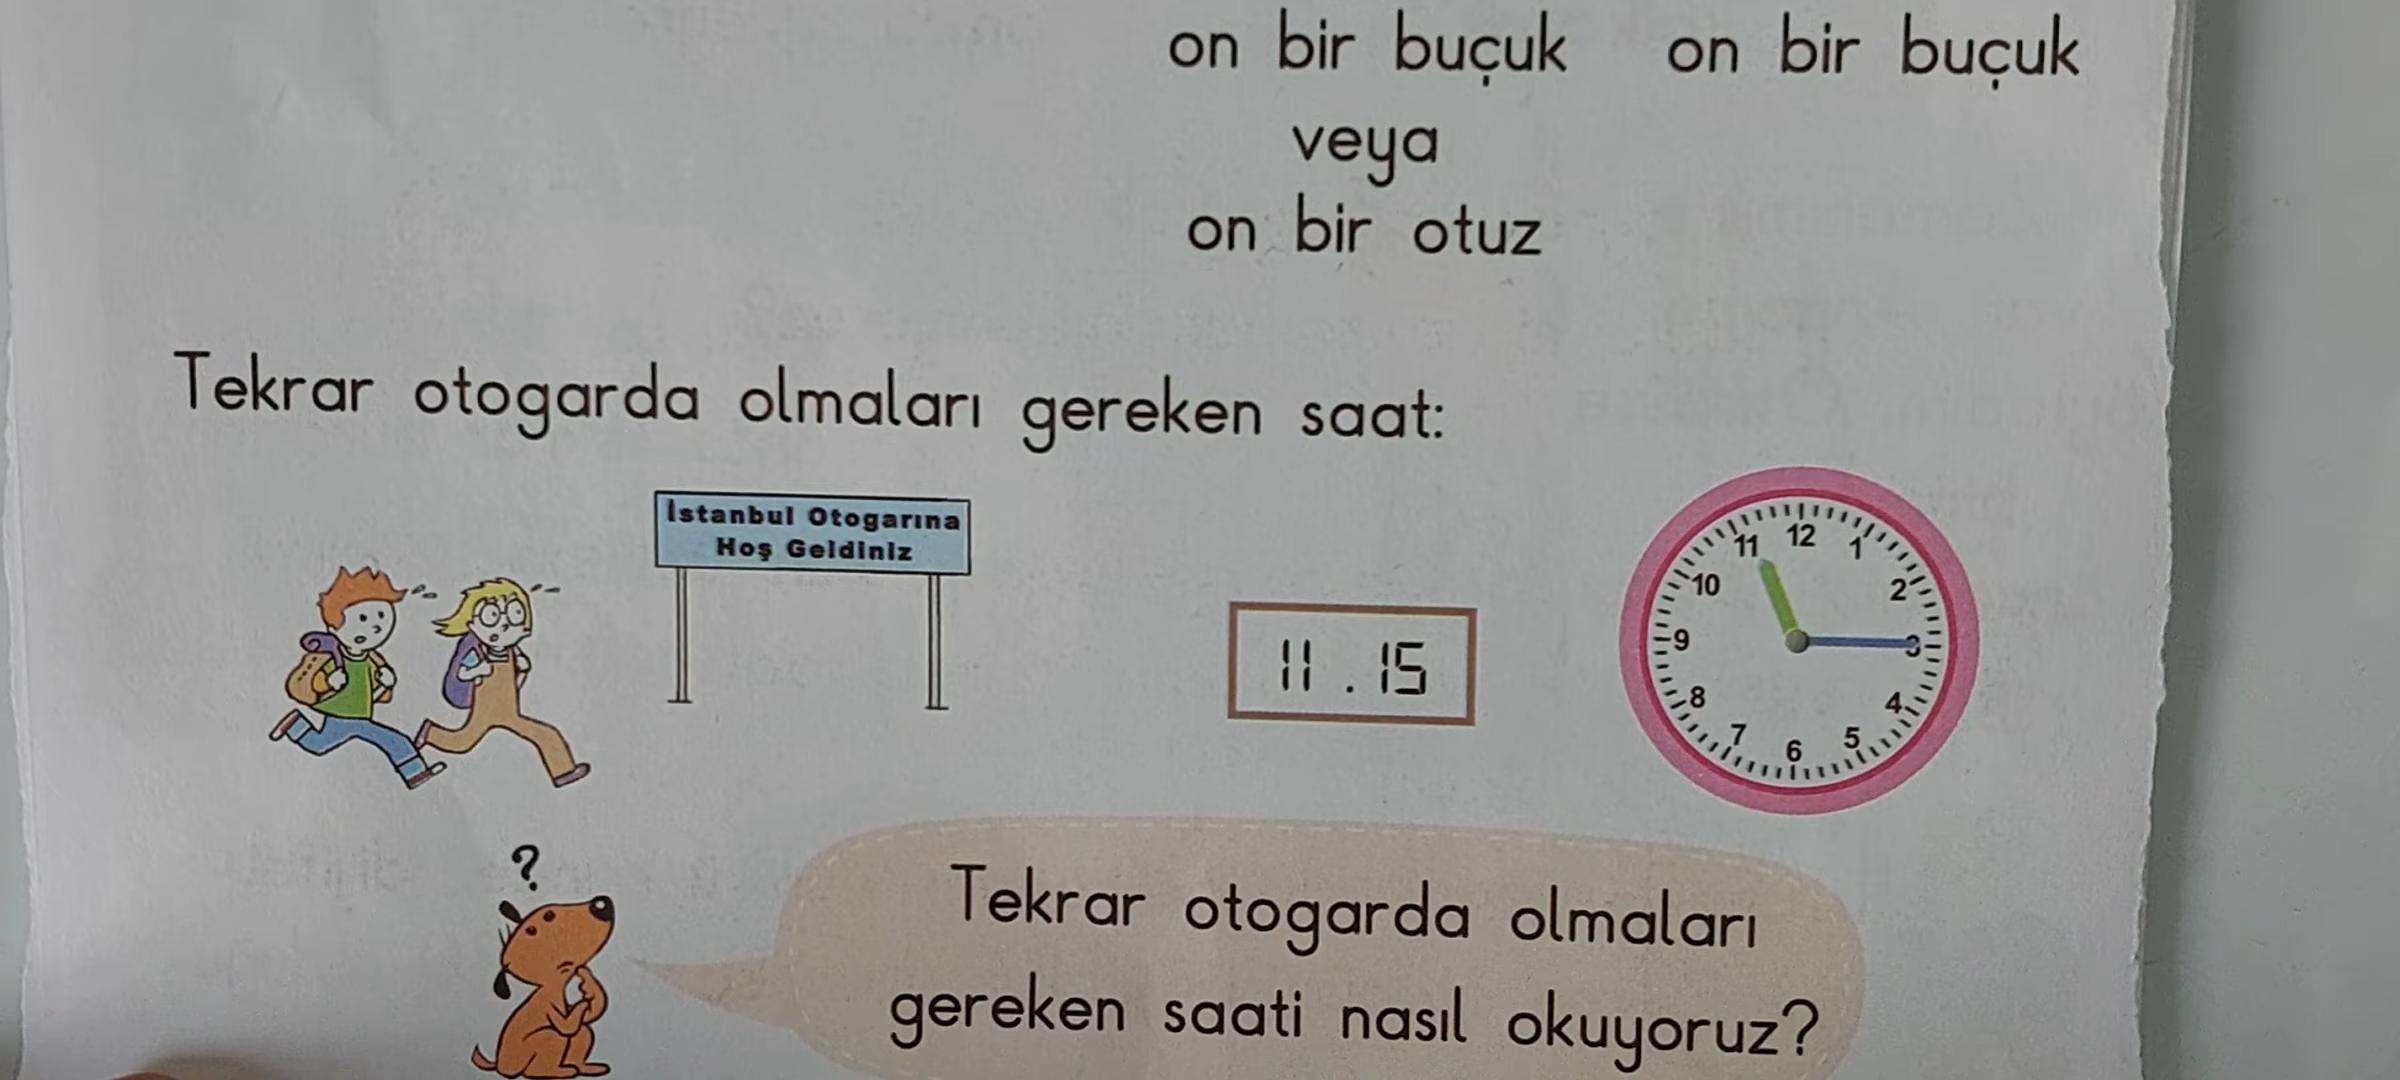 on bir buçuk on bir buçuk
veya
on bir otuz
Tekrar otogarda olmaları gereken saat:
İstanbul Otogarına
Hoş Geldiniz
11.15
12
11 1
10 2
9 3
8 4
7 5
6
?
Tekrar otogarda olmaları
gereken saati nasıl okuyoruz?